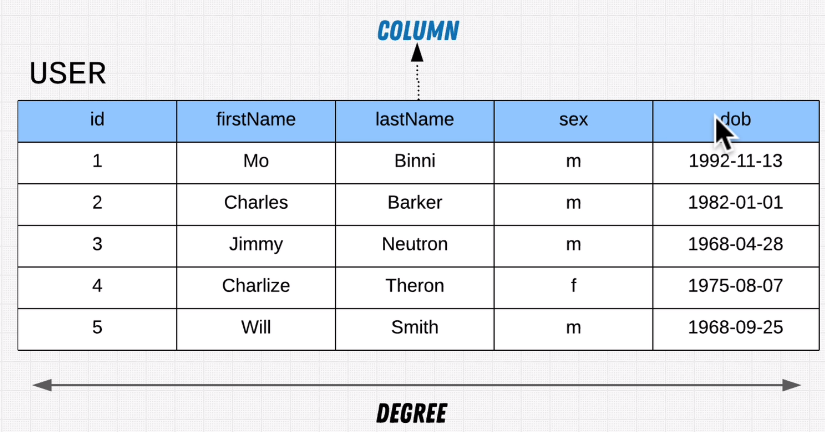 COLUMN
USER
id firstName lastName sex dob
1 Mo Binni m 1992-11-13
2 Charles Barker m 1982-01-01
3 Jimmy Neutron m 1968-04-28
4 Charlize Theron f 1975-08-07
5 Will Smith m 1968-09-25
DEGREE